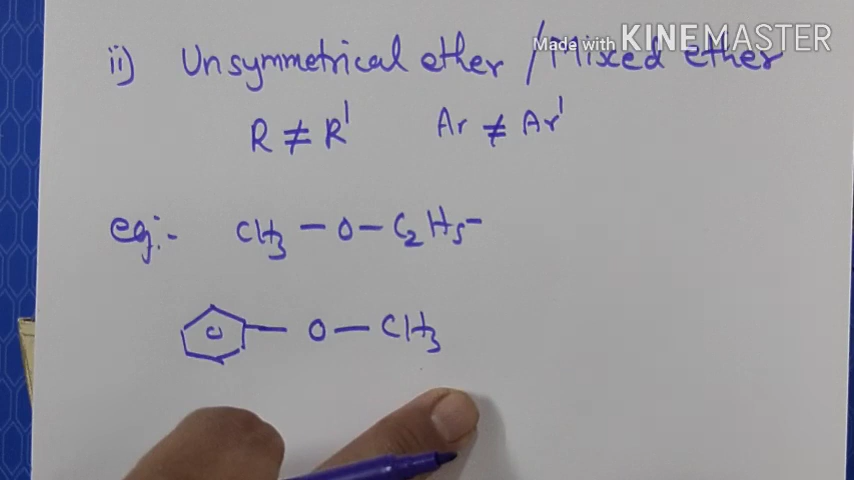 Made with KINEMASTER
ii) Unsymmetrical ether / Mixed ether
R ≠ R' Ar ≠ Ar'
eg:- CH3 - O - C2H5
O - CH3